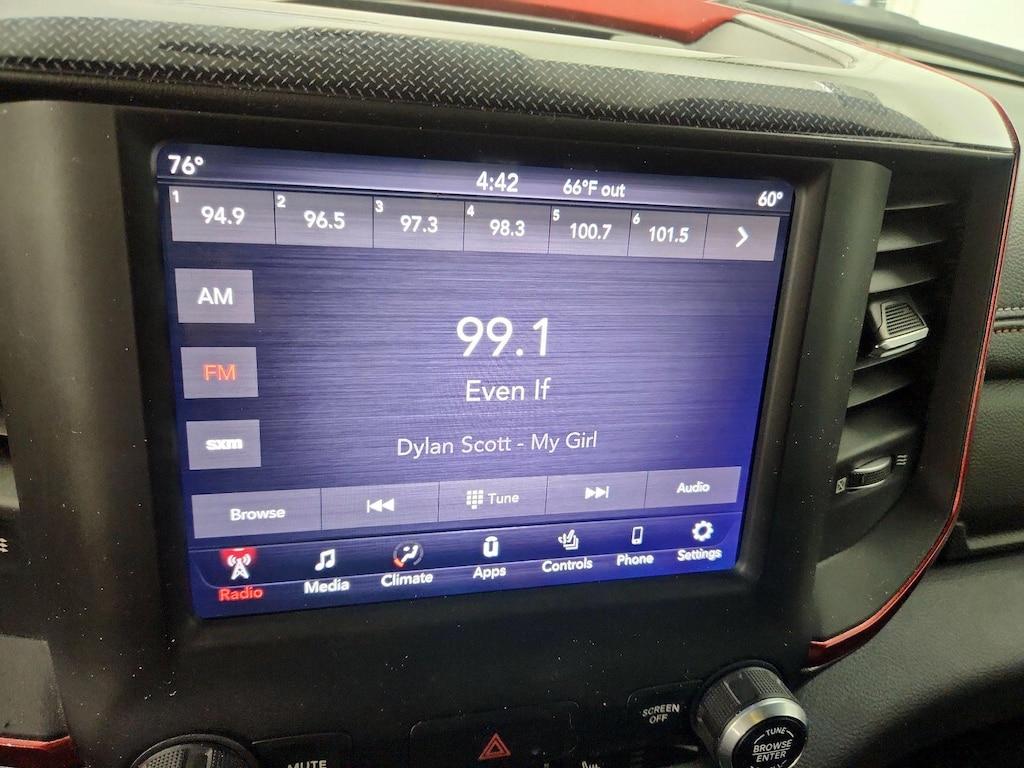 76°
4:42
66°F out
60°
1 94.9
2 96.5
3 97.3
4 98.3
5 100.7
6 101.5
AM
FM
sxm
99.1
Even If
Dylan Scott - My Girl
Browse
Tune
Audio
Radio
Media
Climate
Apps
Controls
Phone
Settings
MUTE
SCREEN
OFF
TUNE
BROWSE
ENTER